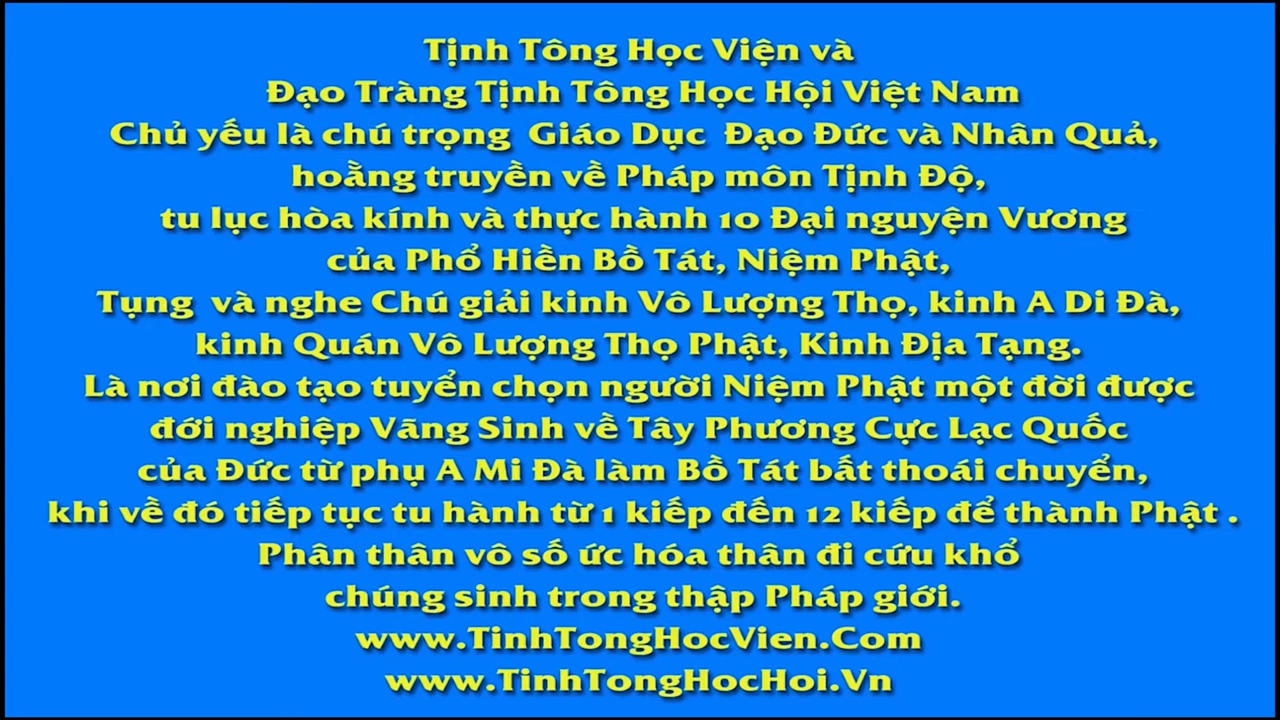 Tịnh Tông Học Viện và
Đạo Tràng Tịnh Tông Học Hội Việt Nam
Chủ yếu là chú trọng Giáo Dục Đạo Đức và Nhân Quả,
hoằng truyền về Pháp môn Tịnh Độ,
tu lục hòa kính và thực hành 10 Đại nguyện Vương
của Phổ Hiền Bồ Tát, Niệm Phật,
Tụng và nghe Chú giải kinh Vô Lượng Thọ, kinh A Di Đà,
kinh Quán Vô Lượng Thọ Phật, Kinh Địa Tạng.
Là nơi đào tạo tuyển chọn người Niệm Phật một đời được
đới nghiệp Vãng Sinh về Tây Phương Cực Lạc Quốc
của Đức từ phụ A Mi Đà làm Bồ Tát bất thoái chuyển,
khi về đó tiếp tục tu hành từ 1 kiếp đến 12 kiếp để thành Phật .
Phân thân vô số ức hóa thân đi cứu khổ
chúng sinh trong thập Pháp giới.
www.TinhTongHocVien.Com
www.TinhTongHocHoi.Vn